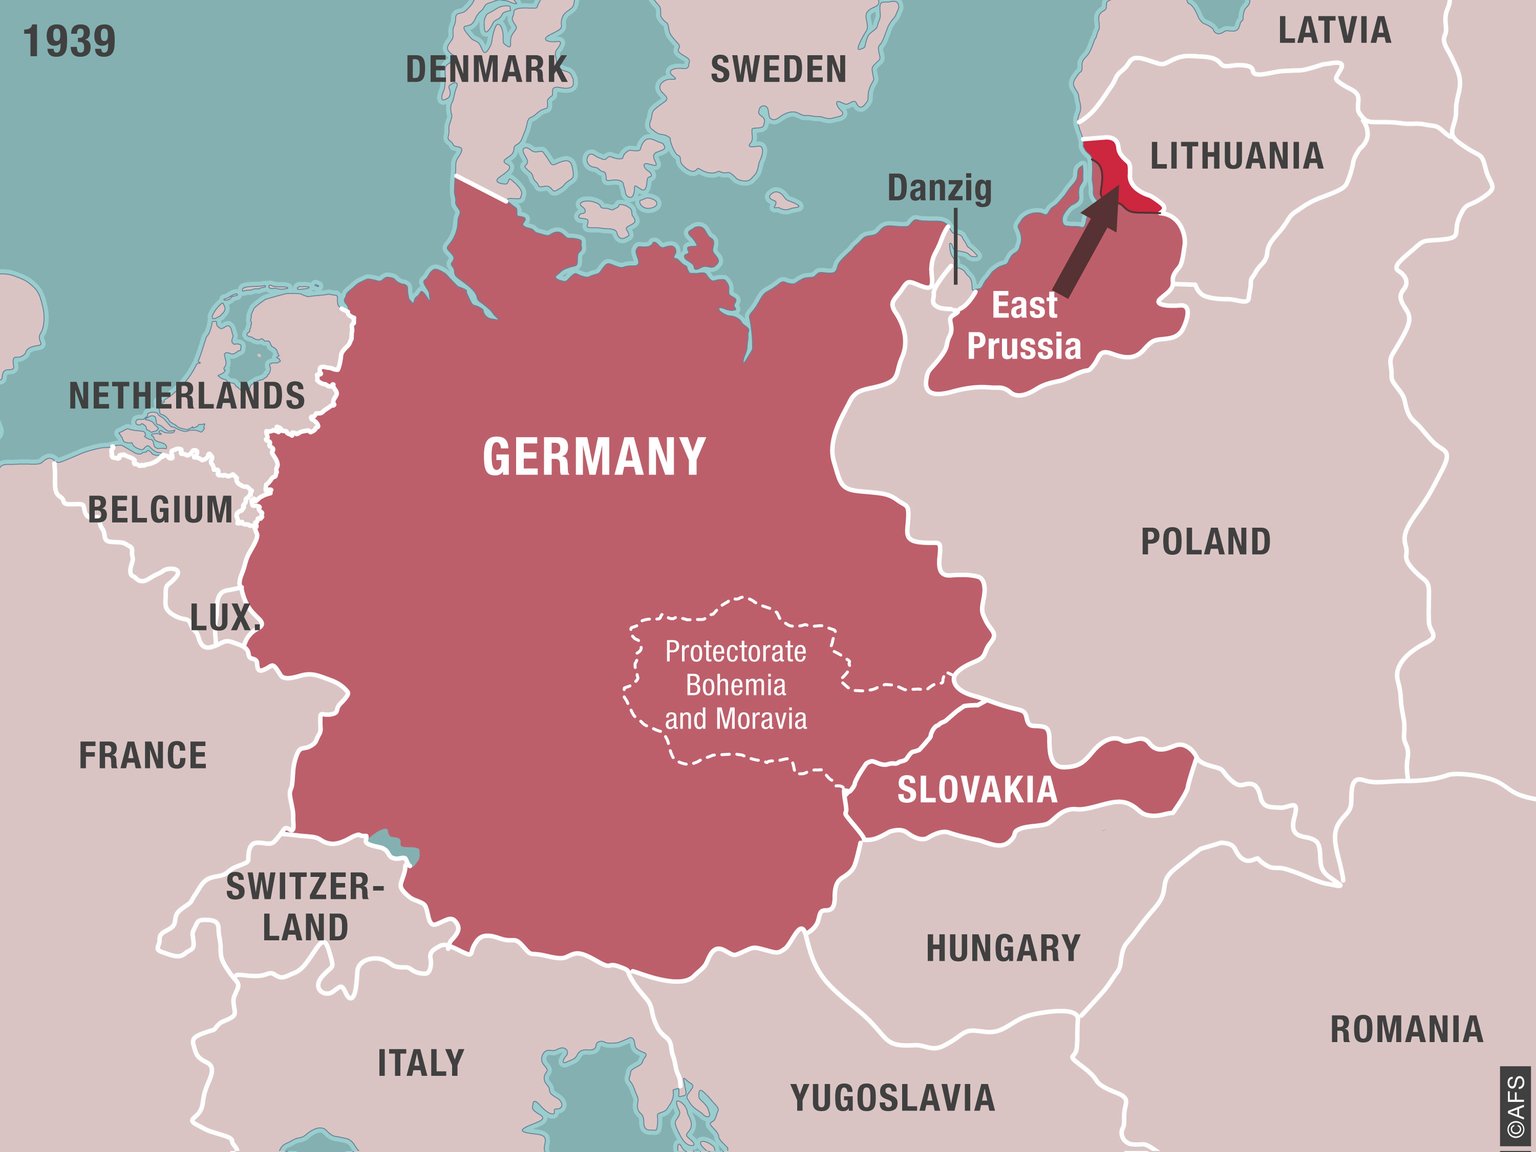 1939
DENMARK
SWEDEN
LATVIA
LITHUANIA
Danzig
East
Prussia
NETHERLANDS
GERMANY
BELGIUM
POLAND
LUX.
Protectorate
Bohemia
and Moravia
FRANCE
SLOVAKIA
SWITZER-
LAND
HUNGARY
ROMANIA
ITALY
YUGOSLAVIA
©AFS